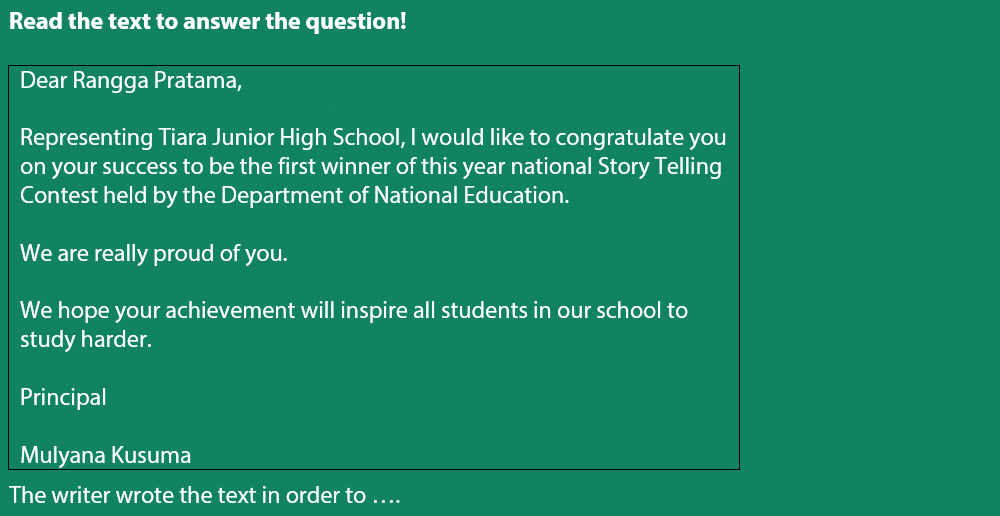 Read the text to answer the question!
Dear Rangga Pratama,
Representing Tiara Junior High School, I would like to congratulate you
on your success to be the first winner of this year national Story Telling
Contest held by the Department of National Education.
We are really proud of you.
We hope your achievement will inspire all students in our school to
study harder.
Principal
Mulyana Kusuma
The writer wrote the text in order to ….